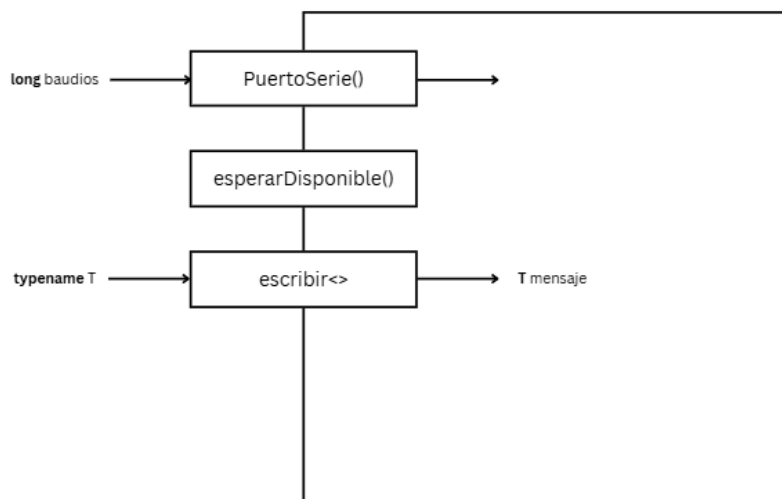 long baudios
PuertoSerie()
esperarDisponible()
typename T
escribir<>
T mensaje